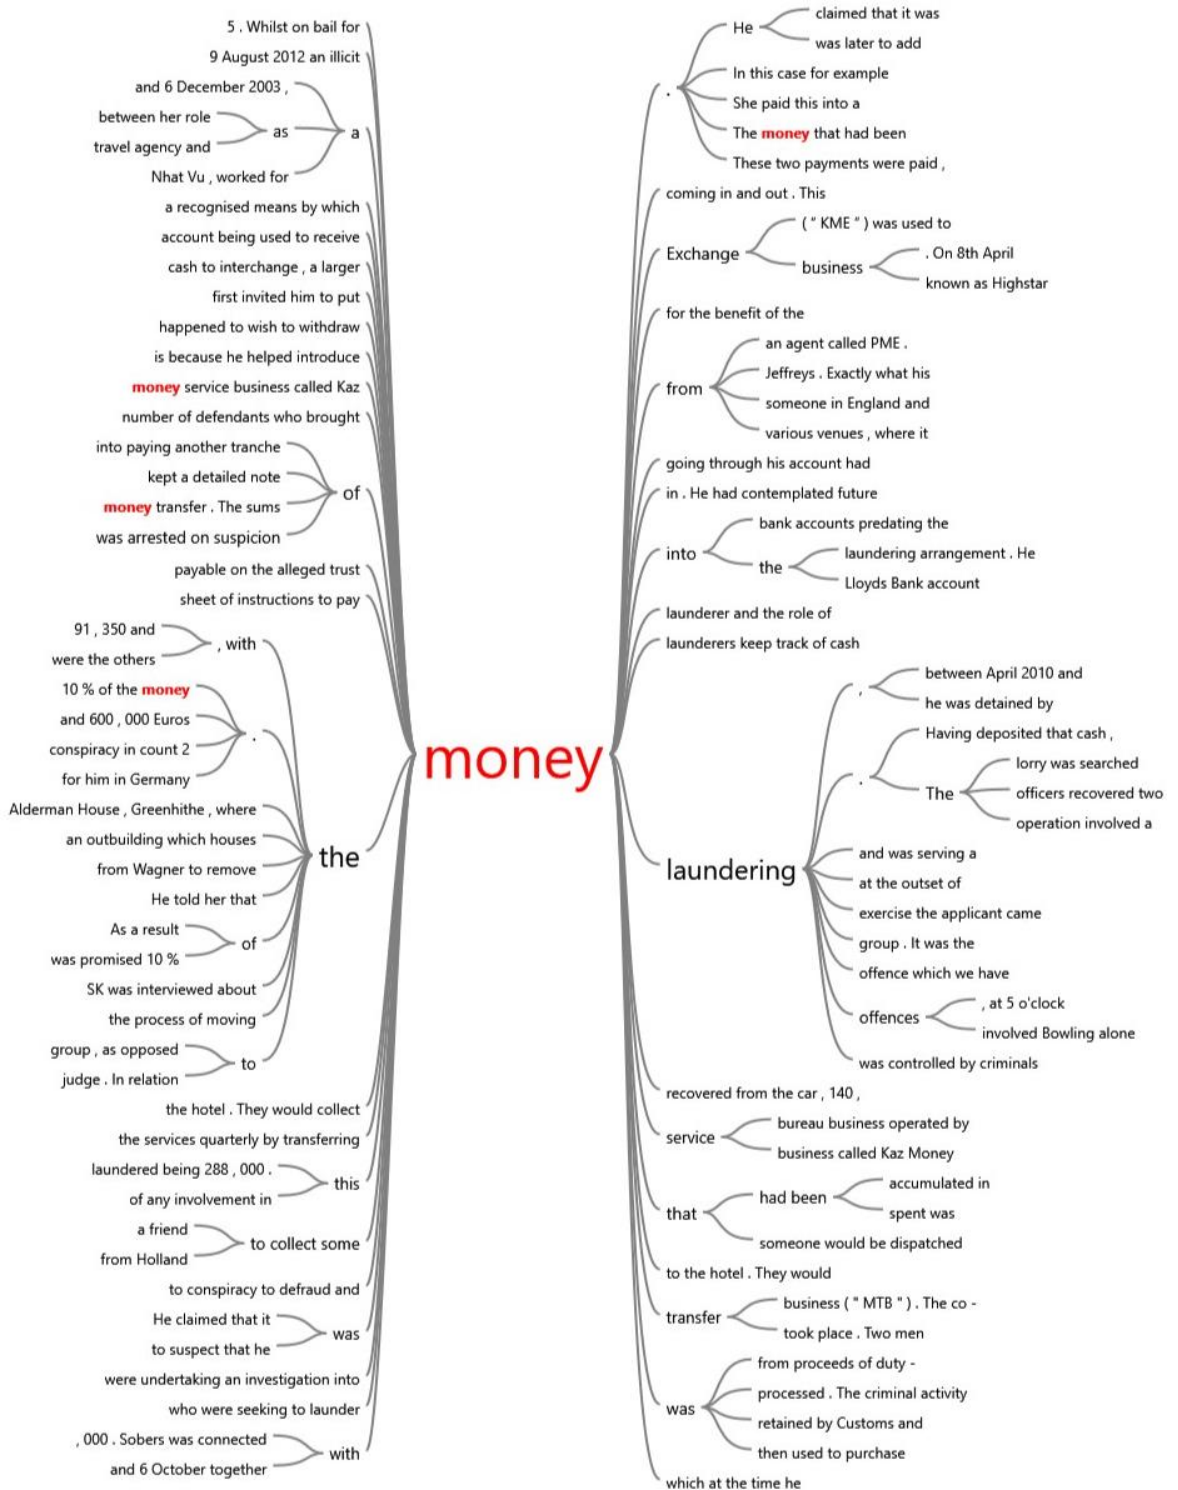 5 . Whilst on bail for
9 August 2012 an illicit
and 6 December 2003 ,
between her role
travel agency and
as
Nhat Vu , worked for
a
a recognised means by which
account being used to receive
cash to interchange , a larger
first invited him to put
happened to wish to withdraw
is because he helped introduce
money service business called Kaz
number of defendants who brought
into paying another tranche
kept a detailed note
money transfer . The sums
was arrested on suspicion
of
payable on the alleged trust
sheet of instructions to pay
91 , 350 and
were the others
, with
10 % of the money
and 600 , 000 Euros
conspiracy in count 2
for him in Germany
.
Alderman House , Greenhithe , where
an outbuilding which houses
from Wagner to remove
He told her that
As a result
was promised 10 %
of
SK was interviewed about
the process of moving
group , as opposed
judge . In relation
to
the
the hotel . They would collect
the services quarterly by transferring
laundered being 288 , 000 .
of any involvement in
this
a friend
from Holland
to collect some
to conspiracy to defraud and
He claimed that it
to suspect that he
was
were undertaking an investigation into
who were seeking to launder
, 000 . Sobers was connected
and 6 October together
with
money
.
He
claimed that it was
was later to add
In this case for example
She paid this into a
The money that had been
These two payments were paid ,
coming in and out . This
Exchange
( " KME " ) was used to
business
. On 8th April
known as Highstar
for the benefit of the
from
an agent called PME .
Jeffreys . Exactly what his
someone in England and
various venues , where it
going through his account had
in . He had contemplated future
into
bank accounts predating the
the
laundering arrangement . He
Lloyds Bank account
launderer and the role of
launderers keep track of cash
laundering
,
between April 2010 and
he was detained by
.
Having deposited that cash ,
The
lorry was searched
officers recovered two
operation involved a
and was serving a
at the outset of
exercise the applicant came
group . It was the
offence which we have
offences
, at 5 o'clock
involved Bowling alone
was controlled by criminals
recovered from the car , 140 ,
service
bureau business operated by
business called Kaz Money
that
had been
accumulated in
spent was
someone would be dispatched
to the hotel . They would
transfer
business ( " MTB " ) . The co -
took place . Two men
was
from proceeds of duty -
processed . The criminal activity
retained by Customs and
then used to purchase
which at the time he